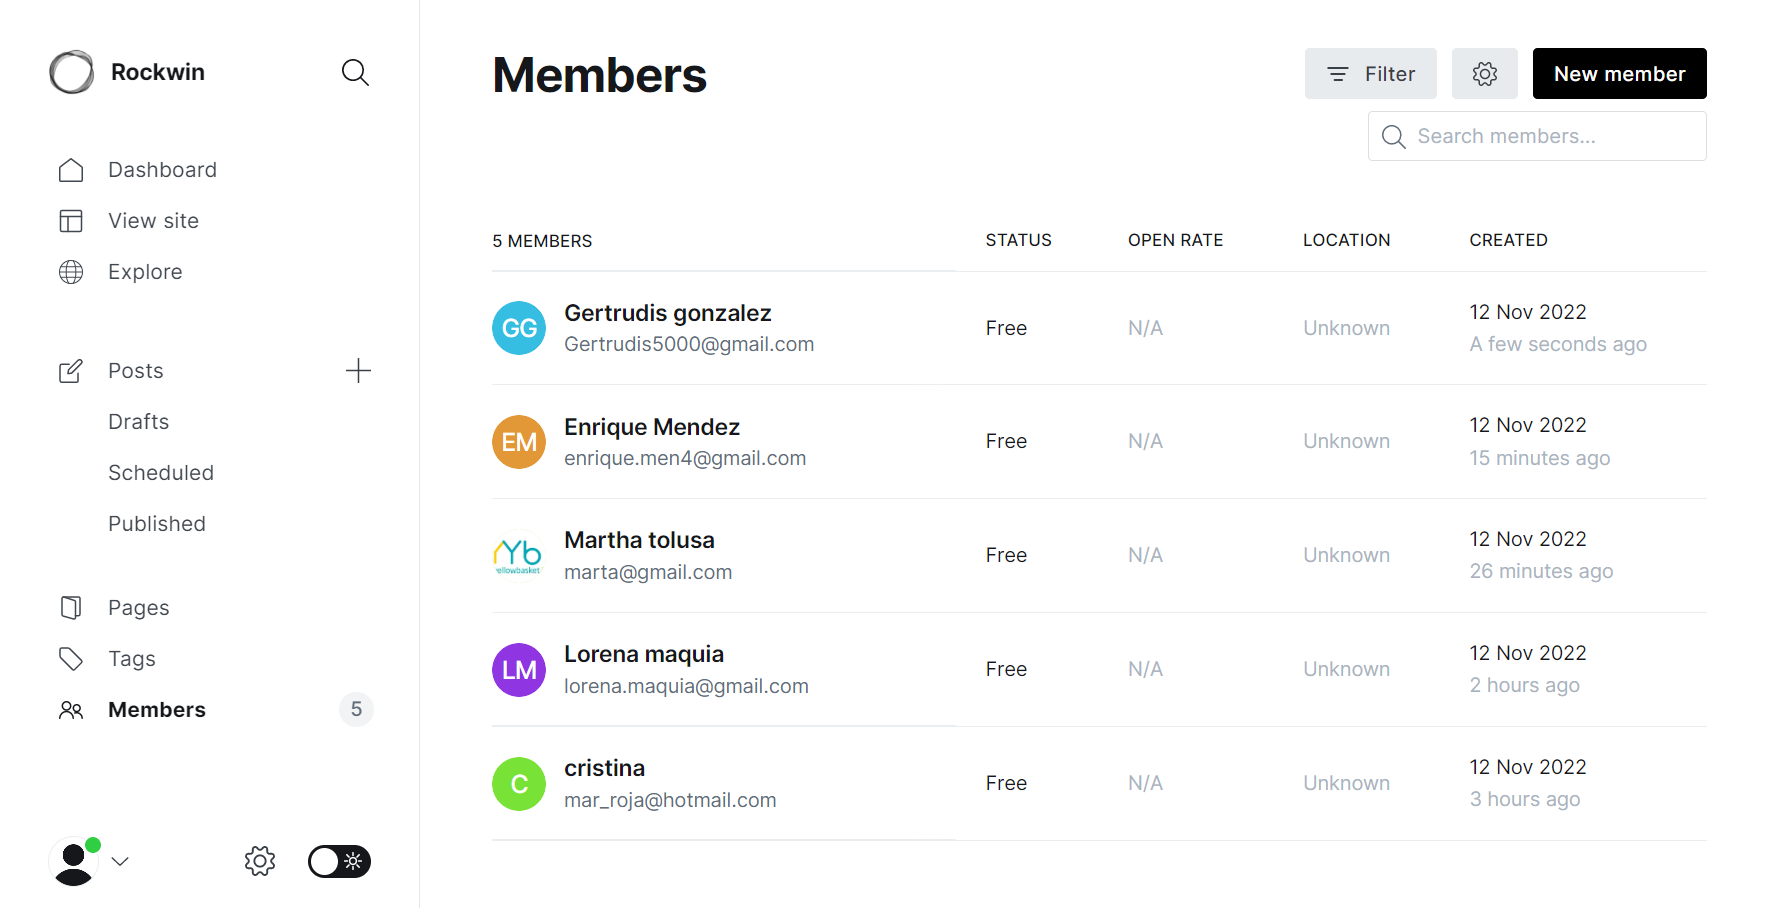 Rockwin
Dashboard
View site
Explore
Posts
Drafts
Scheduled
Published
Pages
Tags
Members 5
Members
Filter
New member
Search members...
5 MEMBERS STATUS OPEN RATE LOCATION CREATED
GG Gertrudis gonzalez
Gertrudis5000@gmail.com
Free N/A Unknown
12 Nov 2022
A few seconds ago
EM Enrique Mendez
enrique.men4@gmail.com
Free N/A Unknown
12 Nov 2022
15 minutes ago
Yb
ellowbasket
Martha tolusa
marta@gmail.com
Free N/A Unknown
12 Nov 2022
26 minutes ago
LM Lorena maquia
lorena.maquia@gmail.com
Free N/A Unknown
12 Nov 2022
2 hours ago
C cristina
mar_roja@hotmail.com
Free N/A Unknown
12 Nov 2022
3 hours ago